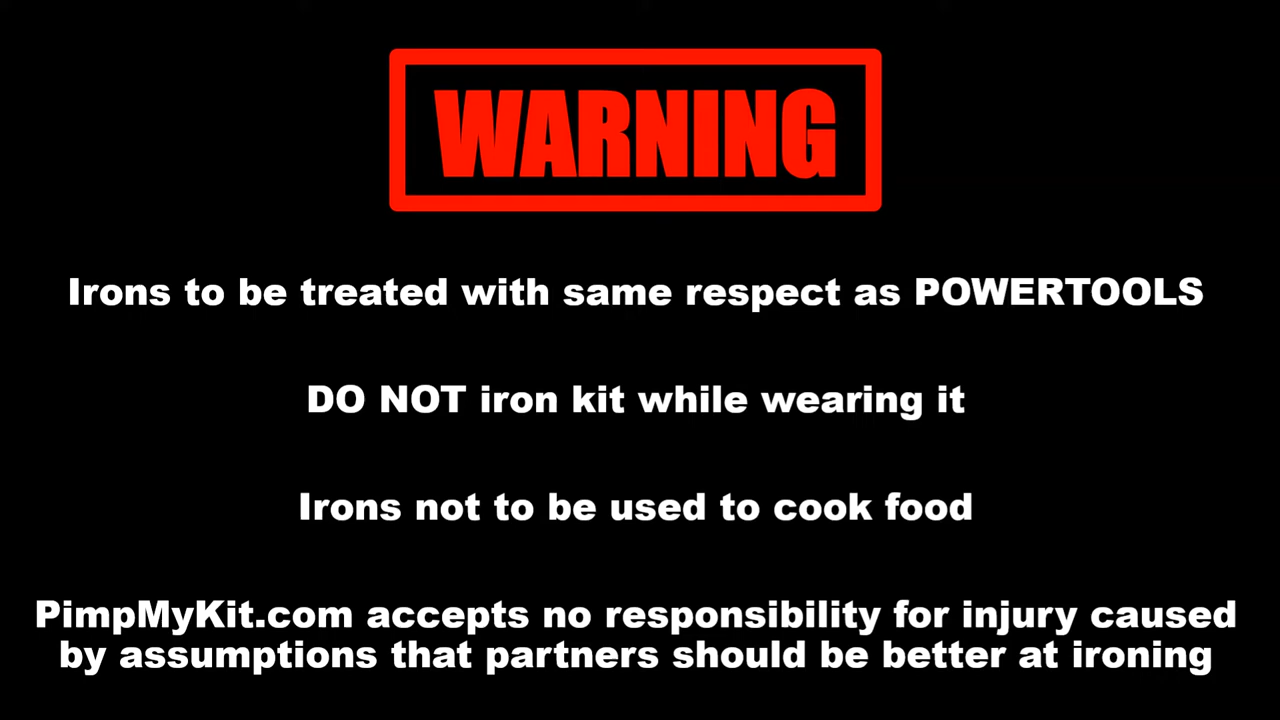 WARNING
Irons to be treated with same respect as POWERTOOLS
DO NOT iron kit while wearing it
Irons not to be used to cook food
PimpMyKit.com accepts no responsibility for injury caused
by assumptions that partners should be better at ironing